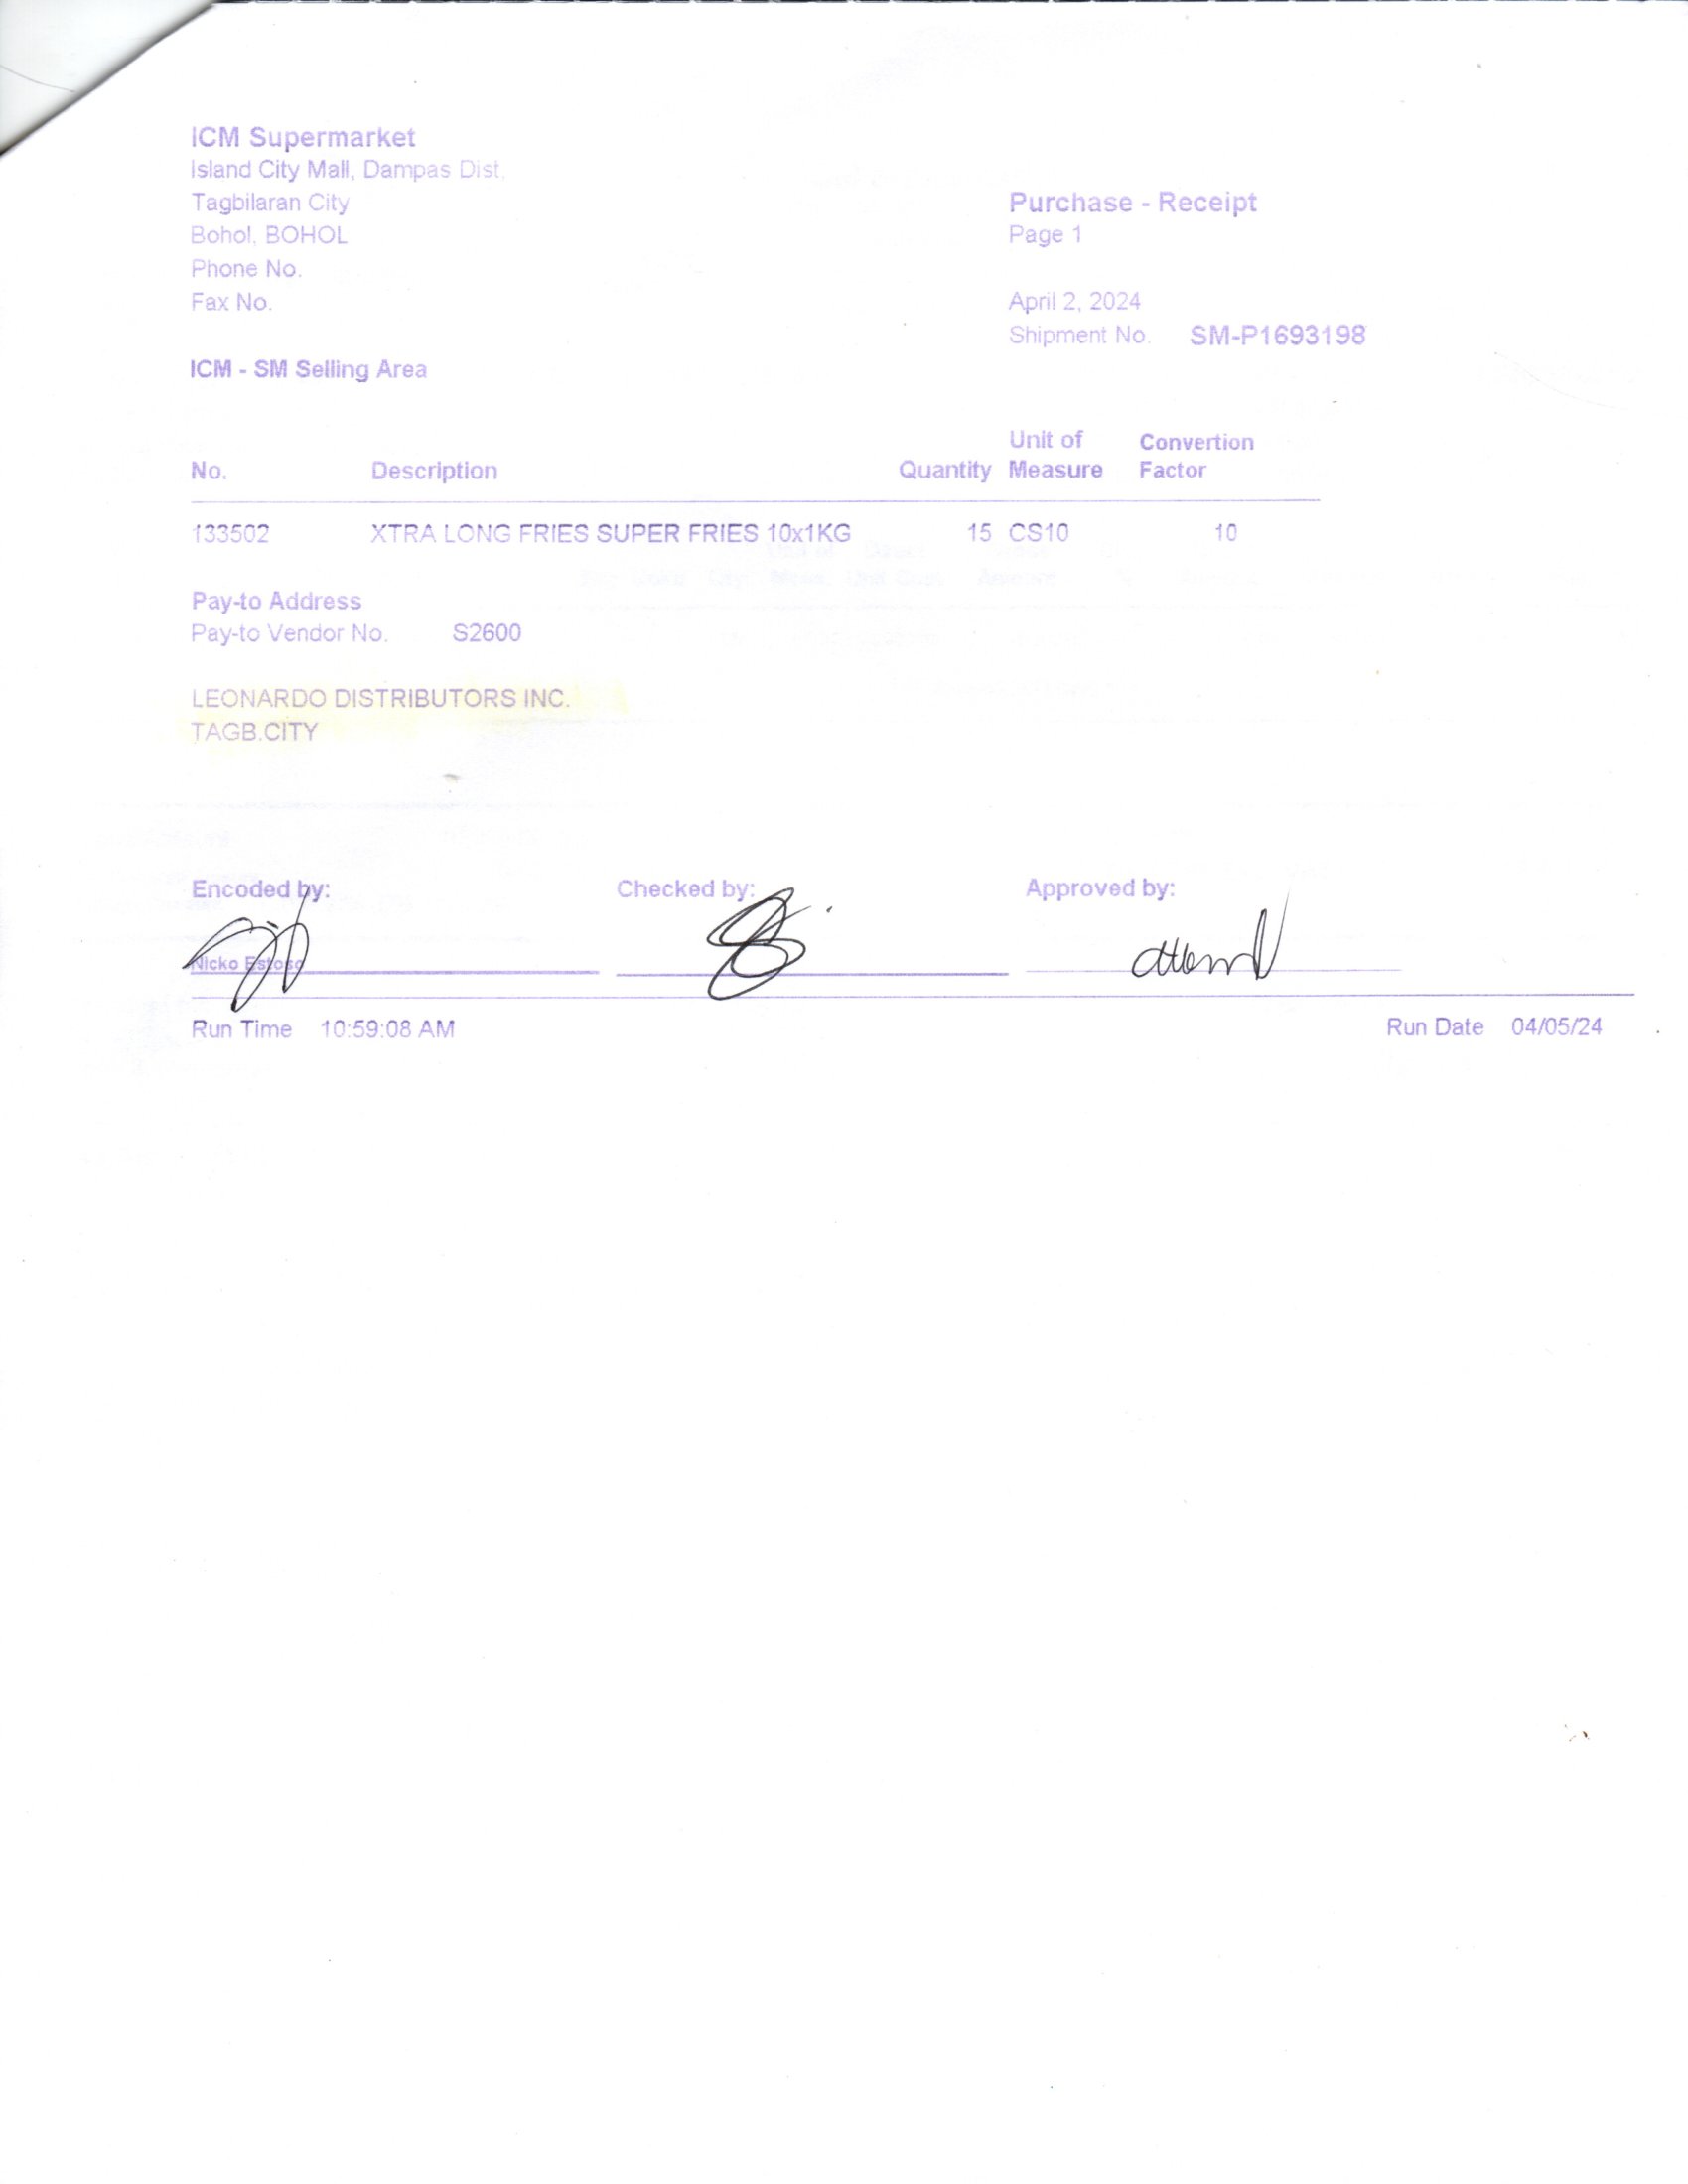 ICM Supermarket
Island City Mall, Dampas Dist.
Tagbilaran City
Bohol, BOHOL
Phone No.
Fax No.
Purchase - Receipt
Page 1
April 2, 2024
Shipment No. SM-P1693198
ICM - SM Selling Area
No. Description Quantity Unit of Measure Convertion Factor
133502 XTRA LONG FRIES SUPER FRIES 10x1KG 15 CS10 10
Pay-to Address
Pay-to Vendor No. S2600
LEONARDO DISTRIBUTORS INC.
TAGB.CITY
Encoded by: Checked by: Approved by:
Nicko Estoso
Run Time 10:59:08 AM Run Date 04/05/24